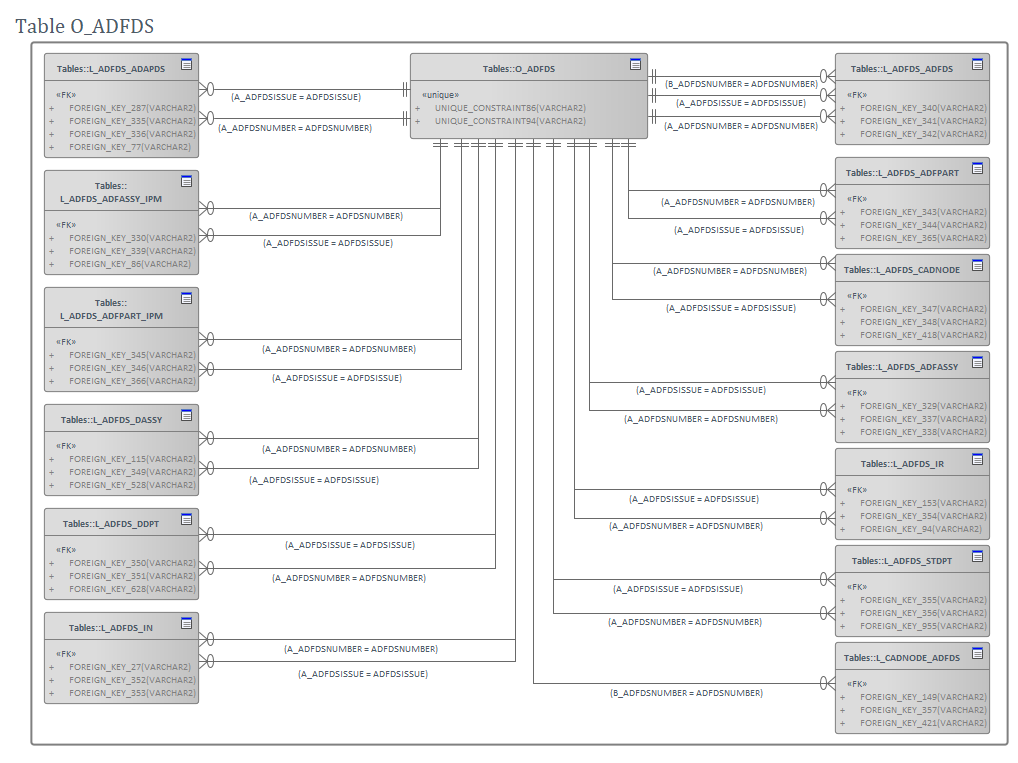 Table O_ADFDS
Tables::L_ADFDS_ADAPDS
«FK»
+ FOREIGN_KEY_287(VARCHAR2)
+ FOREIGN_KEY_335(VARCHAR2)
+ FOREIGN_KEY_336(VARCHAR2)
+ FOREIGN_KEY_77(VARCHAR2)
(A_ADFDSISSUE = ADFDSISSUE)
(A_ADFDSNUMBER = ADFDSNUMBER)
Tables::O_ADFDS
«unique»
+ UNIQUE_CONSTRAINT86(VARCHAR2)
+ UNIQUE_CONSTRAINT94(VARCHAR2)
(B_ADFDSNUMBER = ADFDSNUMBER)
(A_ADFDSISSUE = ADFDSISSUE)
(A_ADFDSNUMBER = ADFDSNUMBER)
Tables::L_ADFDS_ADFDS
«FK»
+ FOREIGN_KEY_340(VARCHAR2)
+ FOREIGN_KEY_341(VARCHAR2)
+ FOREIGN_KEY_342(VARCHAR2)
Tables::
L_ADFDS_ADFASSY_IPM
«FK»
+ FOREIGN_KEY_330(VARCHAR2)
+ FOREIGN_KEY_339(VARCHAR2)
+ FOREIGN_KEY_86(VARCHAR2)
(A_ADFDSNUMBER = ADFDSNUMBER)
(A_ADFDSISSUE = ADFDSISSUE)
(A_ADFDSNUMBER = ADFDSNUMBER)
(A_ADFDSISSUE = ADFDSISSUE)
Tables::L_ADFDS_ADFPART
«FK»
+ FOREIGN_KEY_343(VARCHAR2)
+ FOREIGN_KEY_344(VARCHAR2)
+ FOREIGN_KEY_365(VARCHAR2)
(A_ADFDSNUMBER = ADFDSNUMBER)
(A_ADFDSISSUE = ADFDSISSUE)
Tables::L_ADFDS_CADNODE
«FK»
+ FOREIGN_KEY_347(VARCHAR2)
+ FOREIGN_KEY_348(VARCHAR2)
+ FOREIGN_KEY_418(VARCHAR2)
Tables::
L_ADFDS_ADFPART_IPM
«FK»
+ FOREIGN_KEY_345(VARCHAR2)
+ FOREIGN_KEY_346(VARCHAR2)
+ FOREIGN_KEY_366(VARCHAR2)
(A_ADFDSNUMBER = ADFDSNUMBER)
(A_ADFDSISSUE = ADFDSISSUE)
(A_ADFDSISSUE = ADFDSISSUE)
(A_ADFDSNUMBER = ADFDSNUMBER)
Tables::L_ADFDS_ADFASSY
«FK»
+ FOREIGN_KEY_329(VARCHAR2)
+ FOREIGN_KEY_337(VARCHAR2)
+ FOREIGN_KEY_338(VARCHAR2)
Tables::L_ADFDS_DASSY
«FK»
+ FOREIGN_KEY_115(VARCHAR2)
+ FOREIGN_KEY_349(VARCHAR2)
+ FOREIGN_KEY_528(VARCHAR2)
(A_ADFDSNUMBER = ADFDSNUMBER)
(A_ADFDSISSUE = ADFDSISSUE)
(A_ADFDSISSUE = ADFDSISSUE)
(A_ADFDSNUMBER = ADFDSNUMBER)
Tables::L_ADFDS_IR
«FK»
+ FOREIGN_KEY_153(VARCHAR2)
+ FOREIGN_KEY_354(VARCHAR2)
+ FOREIGN_KEY_94(VARCHAR2)
Tables::L_ADFDS_DDPT
«FK»
+ FOREIGN_KEY_350(VARCHAR2)
+ FOREIGN_KEY_351(VARCHAR2)
+ FOREIGN_KEY_628(VARCHAR2)
(A_ADFDSISSUE = ADFDSISSUE)
(A_ADFDSNUMBER = ADFDSNUMBER)
(A_ADFDSISSUE = ADFDSISSUE)
(A_ADFDSNUMBER = ADFDSNUMBER)
Tables::L_ADFDS_STDPT
«FK»
+ FOREIGN_KEY_355(VARCHAR2)
+ FOREIGN_KEY_356(VARCHAR2)
+ FOREIGN_KEY_955(VARCHAR2)
Tables::L_ADFDS_IN
«FK»
+ FOREIGN_KEY_27(VARCHAR2)
+ FOREIGN_KEY_352(VARCHAR2)
+ FOREIGN_KEY_353(VARCHAR2)
(A_ADFDSNUMBER = ADFDSNUMBER)
(A_ADFDSISSUE = ADFDSISSUE)
(B_ADFDSNUMBER = ADFDSNUMBER)
Tables::L_CADNODE_ADFDS
«FK»
+ FOREIGN_KEY_149(VARCHAR2)
+ FOREIGN_KEY_357(VARCHAR2)
+ FOREIGN_KEY_421(VARCHAR2)